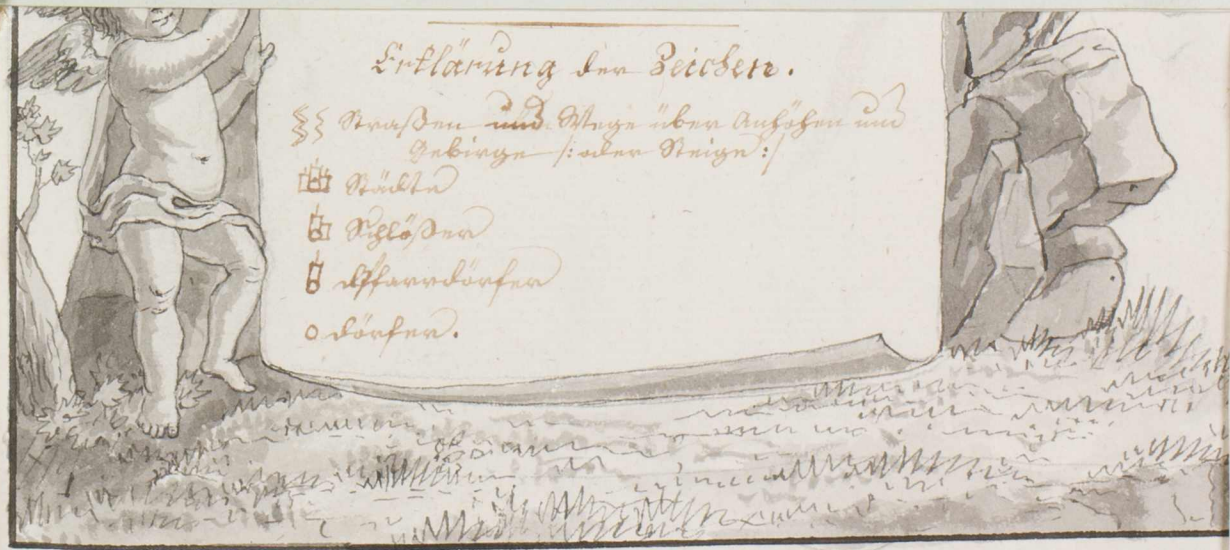 Erklärung der Zeichen.
Straßen und Wege über Anhöhen und
Gebirge /: oder Steige :/
Städte
Schlößer
Pfarrdörfer
Dörfer.